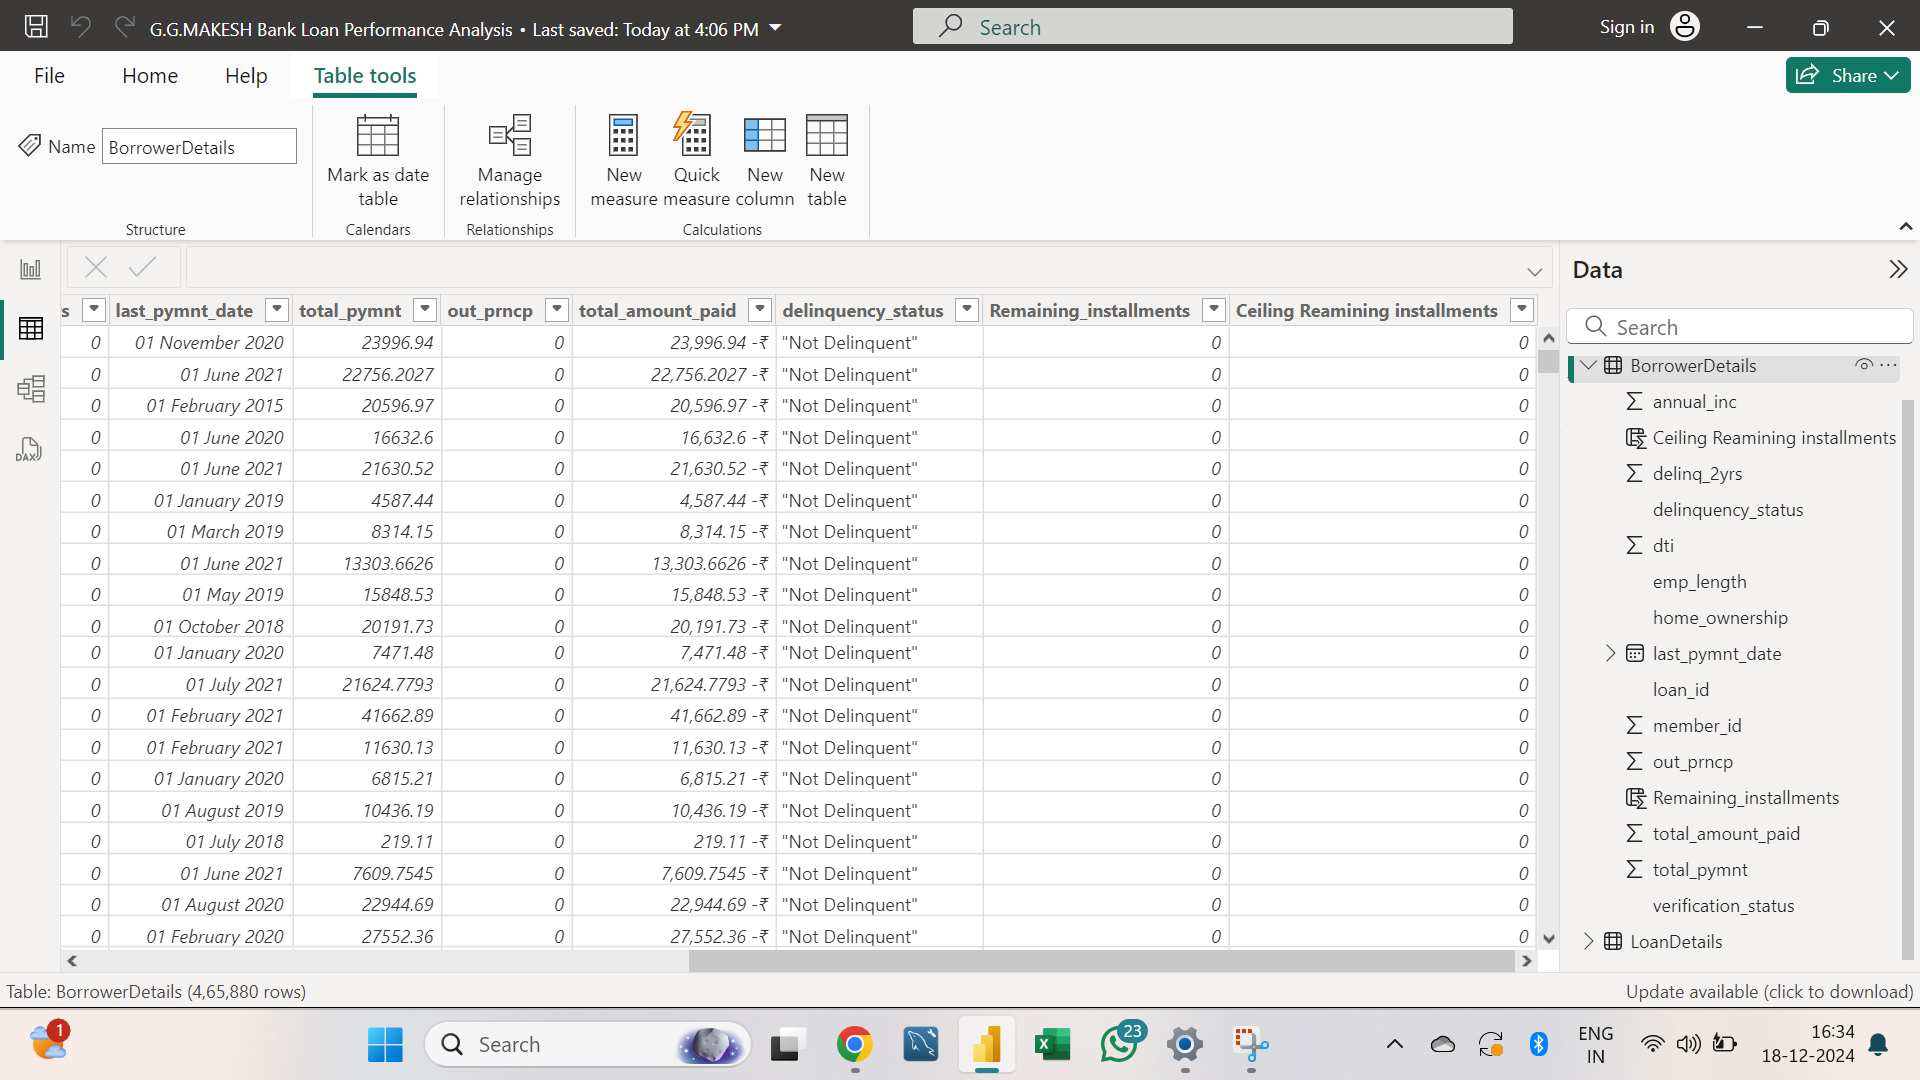 G.G.MAKESH Bank Loan Performance Analysis • Last saved: Today at 4:06 PM
Search
Sign in
File Home Help Table tools
Share
Name BorrowerDetails
Mark as date table
Manage relationships
New measure
Quick measure
New column
New table
Structure Calendars Relationships Calculations
s last_pymnt_date total_pymnt out_prncp total_amount_paid delinquency_status Remaining_installments Ceiling Reamining installments
0 01 November 2020 23996.94 0 23,996.94 -₹ "Not Delinquent" 0 0
0 01 June 2021 22756.2027 0 22,756.2027 -₹ "Not Delinquent" 0 0
0 01 February 2015 20596.97 0 20,596.97 -₹ "Not Delinquent" 0 0
0 01 June 2020 16632.6 0 16,632.6 -₹ "Not Delinquent" 0 0
0 01 June 2021 21630.52 0 21,630.52 -₹ "Not Delinquent" 0 0
0 01 January 2019 4587.44 0 4,587.44 -₹ "Not Delinquent" 0 0
0 01 March 2019 8314.15 0 8,314.15 -₹ "Not Delinquent" 0 0
0 01 June 2021 13303.6626 0 13,303.6626 -₹ "Not Delinquent" 0 0
0 01 May 2019 15848.53 0 15,848.53 -₹ "Not Delinquent" 0 0
0 01 October 2018 20191.73 0 20,191.73 -₹ "Not Delinquent" 0 0
0 01 January 2020 7471.48 0 7,471.48 -₹ "Not Delinquent" 0 0
0 01 July 2021 21624.7793 0 21,624.7793 -₹ "Not Delinquent" 0 0
0 01 February 2021 41662.89 0 41,662.89 -₹ "Not Delinquent" 0 0
0 01 February 2021 11630.13 0 11,630.13 -₹ "Not Delinquent" 0 0
0 01 January 2020 6815.21 0 6,815.21 -₹ "Not Delinquent" 0 0
0 01 August 2019 10436.19 0 10,436.19 -₹ "Not Delinquent" 0 0
0 01 July 2018 219.11 0 219.11 -₹ "Not Delinquent" 0 0
0 01 June 2021 7609.7545 0 7,609.7545 -₹ "Not Delinquent" 0 0
0 01 August 2020 22944.69 0 22,944.69 -₹ "Not Delinquent" 0 0
0 01 February 2020 27552.36 0 27,552.36 -₹ "Not Delinquent" 0 0
DAX
Data
Search
BorrowerDetails
annual_inc
Ceiling Reamining installments
delinq_2yrs
delinquency_status
dti
emp_length
home_ownership
last_pymnt_date
loan_id
member_id
out_prncp
Remaining_installments
total_amount_paid
total_pymnt
verification_status
LoanDetails
Table: BorrowerDetails (4,65,880 rows)
Update available (click to download)
1
Search
23
ENG
IN
16:34
18-12-2024